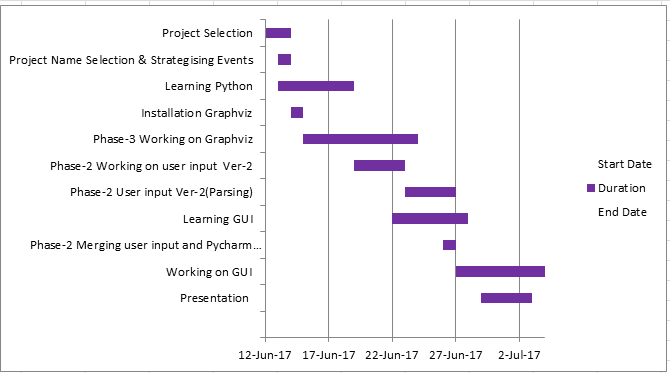 Project Selection
Project Name Selection & Strategising Events
Learning Python
Installation Graphviz
Phase-3 Working on Graphviz
Phase-2 Working on user input Ver-2
Phase-2 User input Ver-2(Parsing)
Learning GUI
Phase-2 Merging user input and Pycharm...
Working on GUI
Presentation
Start Date
Duration
End Date
12-Jun-17 17-Jun-17 22-Jun-17 27-Jun-17 2-Jul-17